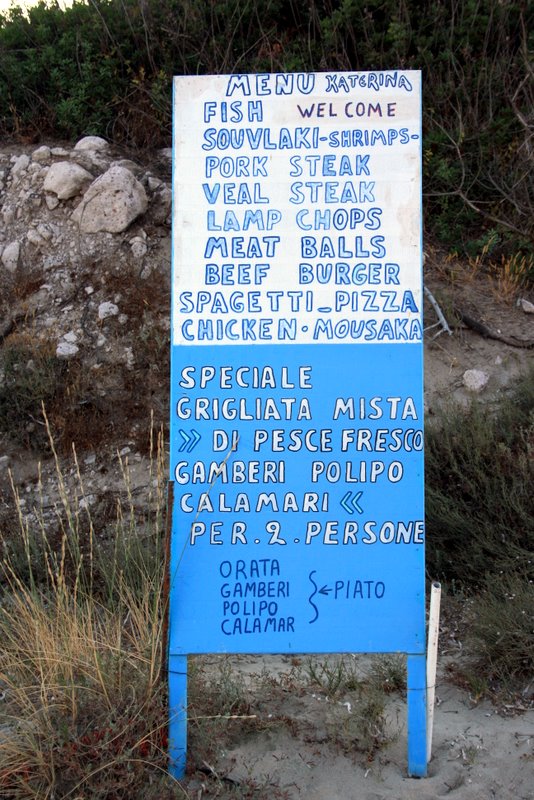 MENU KATERINA
FISH WELCOME
SOUVLAKI-SHRIMPS-
PORK STEAK
VEAL STEAK
LAMP CHOPS
MEAT BALLS
BEEF BURGER
SPAGETTI_PIZZA
CHICKEN·MOUSAKA
SPECIALE
GRIGLIATA MISTA
» DI PESCE FRESCO
GAMBERI POLIPO
CALAMARI «
PER.2.PERSONE
ORATA
GAMBERI ←PIATO
POLIPO
CALAMAR